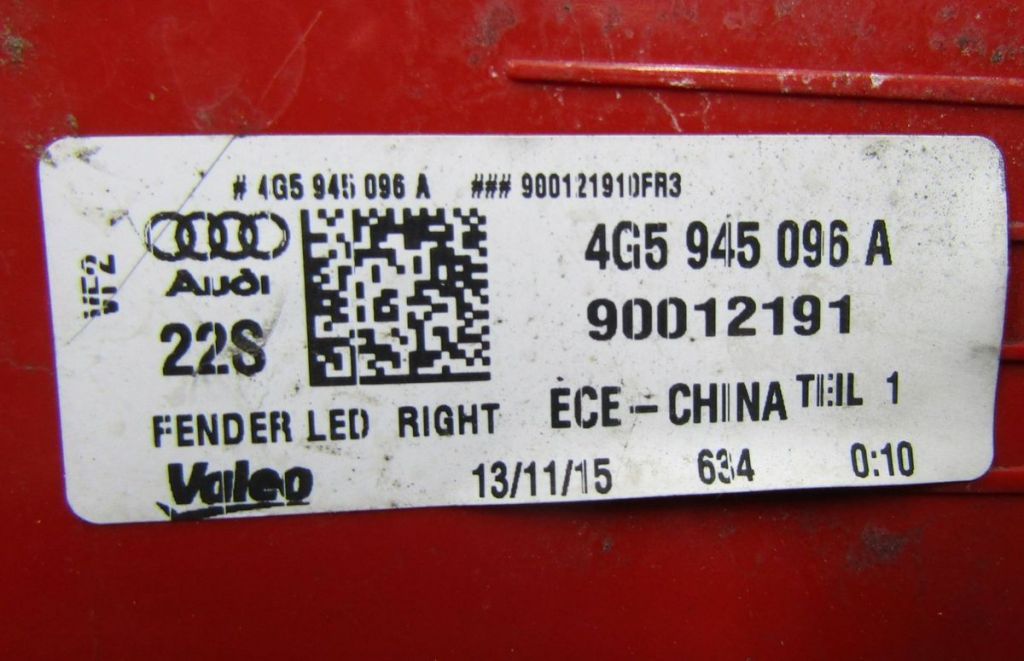 # 4G5 945 096 A ### 90012191DFR3
4G5 945 096 A
Audi
VF2
90012191
22S
ECE-CHINA TEIL 1
FENDER LED RIGHT
Valeo
13/11/15 634 0:10